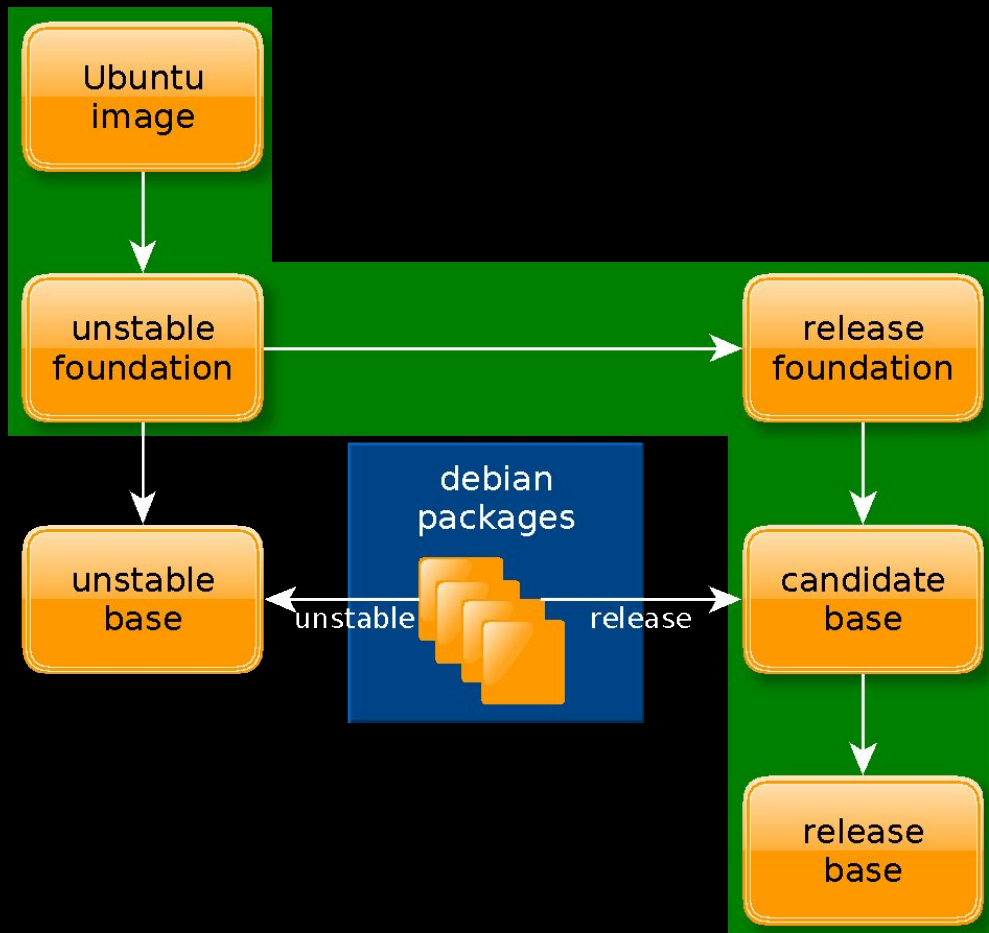 Ubuntu
image
unstable
foundation
release
foundation
debian
packages
unstable
base
unstable
release
candidate
base
release
base